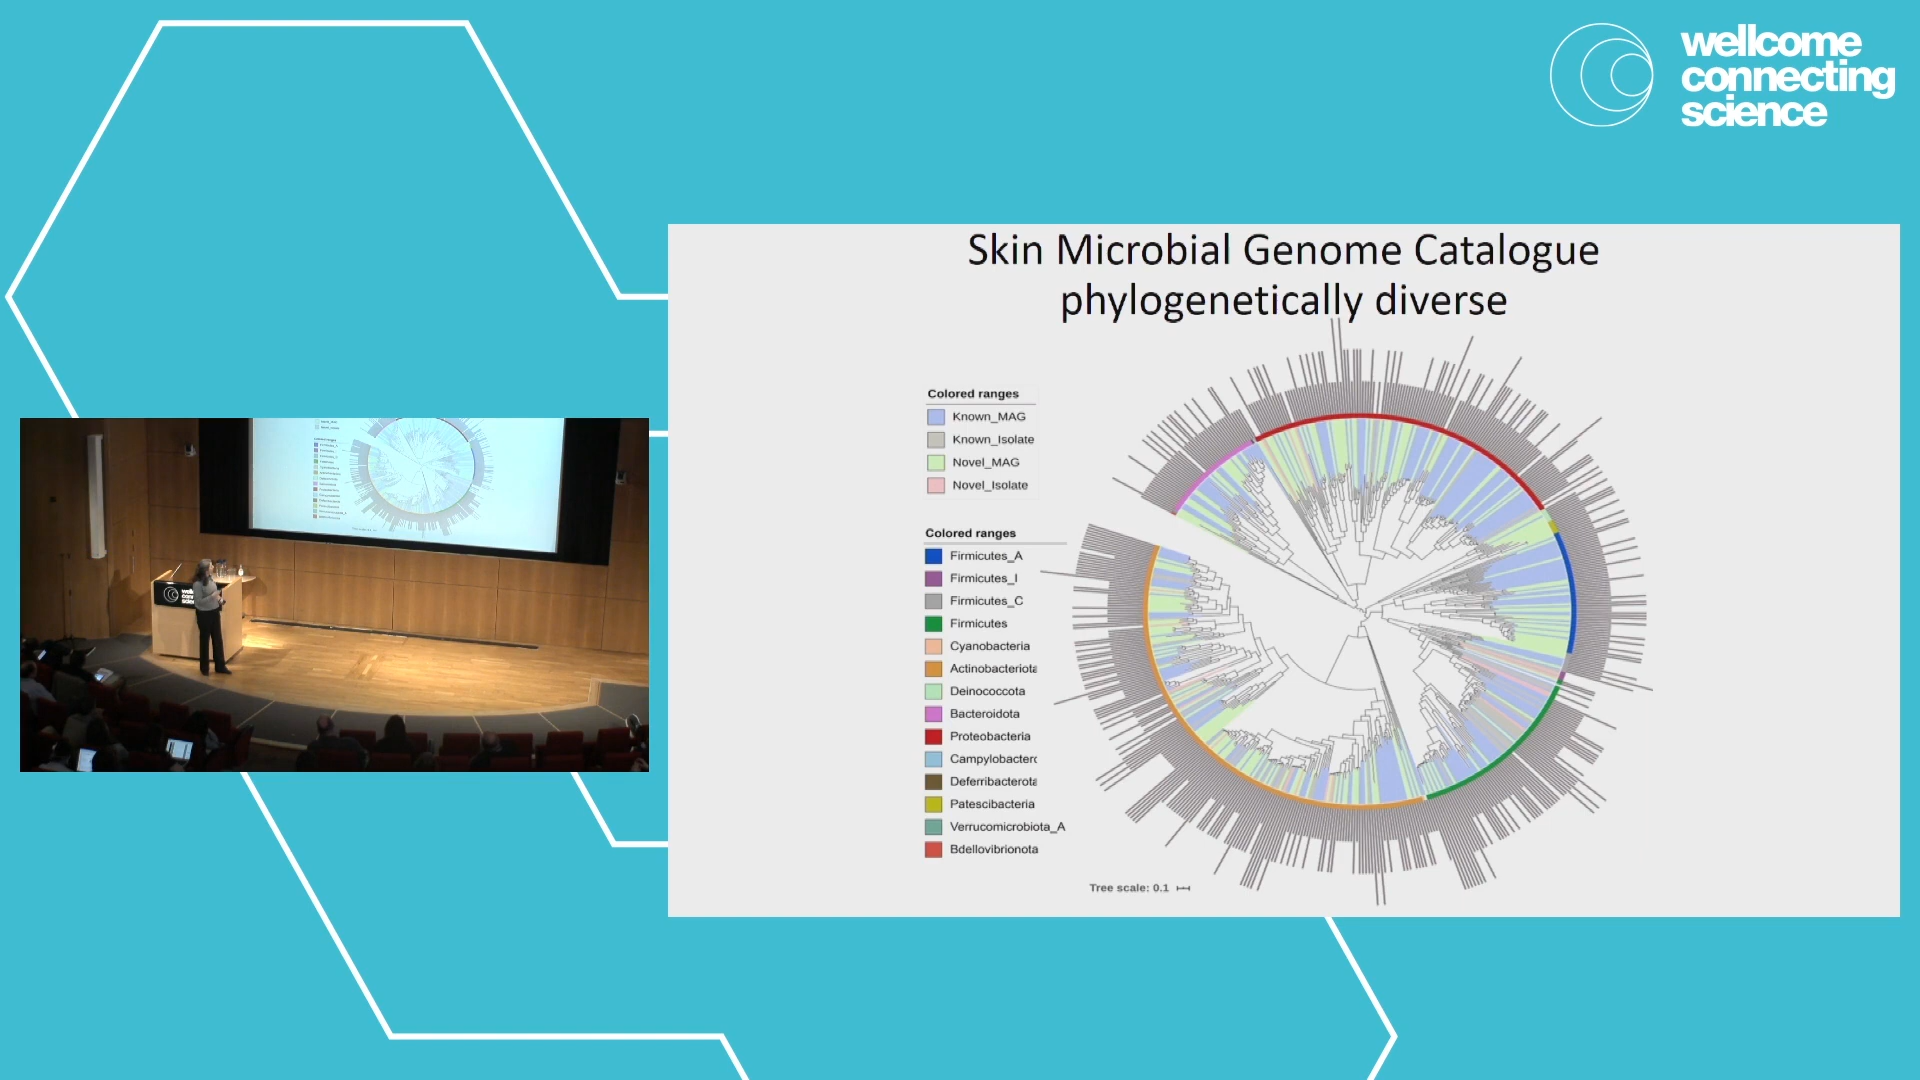 wellcome
connecting
science
Skin Microbial Genome Catalogue
phylogenetically diverse
Colored ranges
Known_MAG
Known_Isolate
Novel_MAG
Novel_Isolate
Colored ranges
Firmicutes_A
Firmicutes_I
Firmicutes_C
Firmicutes
Cyanobacteria
Actinobacteriota
Deinococcota
Bacteroidota
Proteobacteria
Campylobacter
Deferribacterota
Patescibacteria
Verrucomicrobiota_A
Bdellovibrionota
Tree scale: 0.1